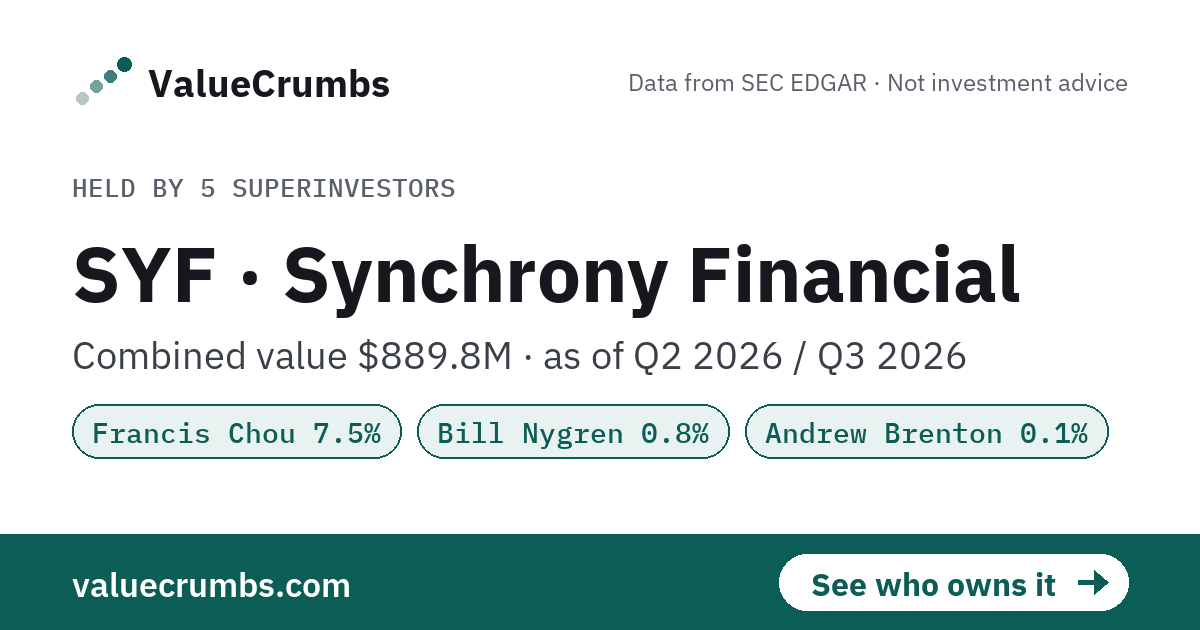 ValueCrumbs
Data from SEC EDGAR · Not investment advice
HELD BY 5 SUPERINVESTORS
SYF · Synchrony Financial
Combined value $889.8M · as of Q2 2026 / Q3 2026
Francis Chou 7.5%
Bill Nygren 0.8%
Andrew Brenton 0.1%
valuecrumbs.com
See who owns it →